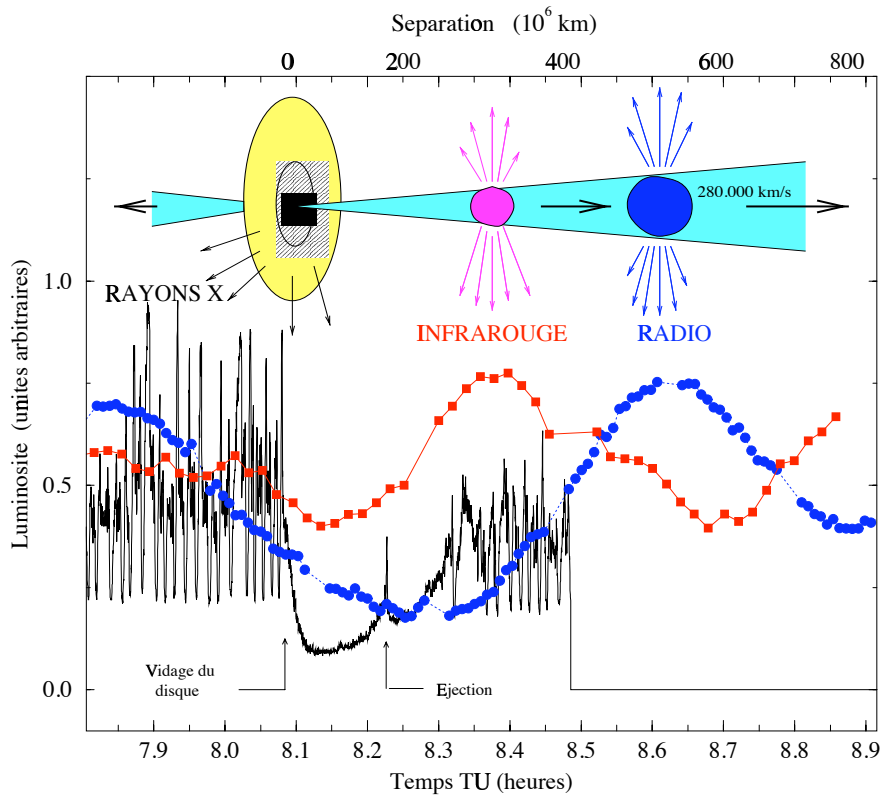 Separation (10^6 km)
0 200 400 600 800
1.5
280.000 km/s
1.0
RAYONS X
INFRAROUGE
RADIO
Luminosite (unites arbitraires)
0.5
Vidage du
disque
Ejection
0.0
7.9 8.0 8.1 8.2 8.3 8.4 8.5 8.6 8.7 8.8 8.9
Temps TU (heures)